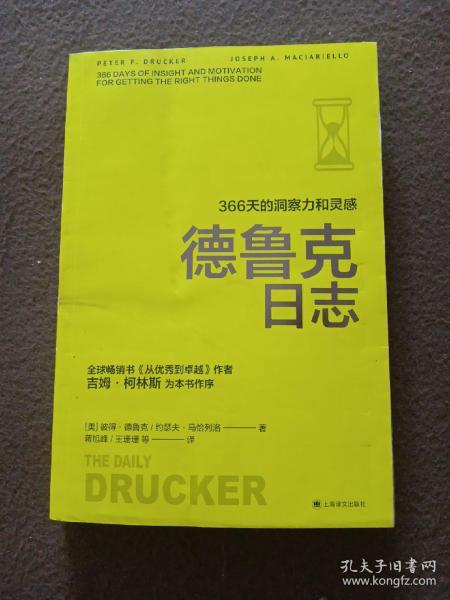 PETER F. DRUCKER JOSEPH A. MACIARIELLO
366 DAYS OF INSIGHT AND MOTIVATION
FOR GETTING THE RIGHT THINGS DONE
366天的洞察力和灵感
德鲁克
日志
全球畅销书《从优秀到卓越》作者
吉姆·柯林斯 为本书作序
[美] 彼得·德鲁克 / 约瑟夫·马恰列洛 著
蒋旭峰 / 王珊珊 等 译
THE DAILY
DRUCKER
上海译文出版社
孔夫子旧书网
www.kongfz.com